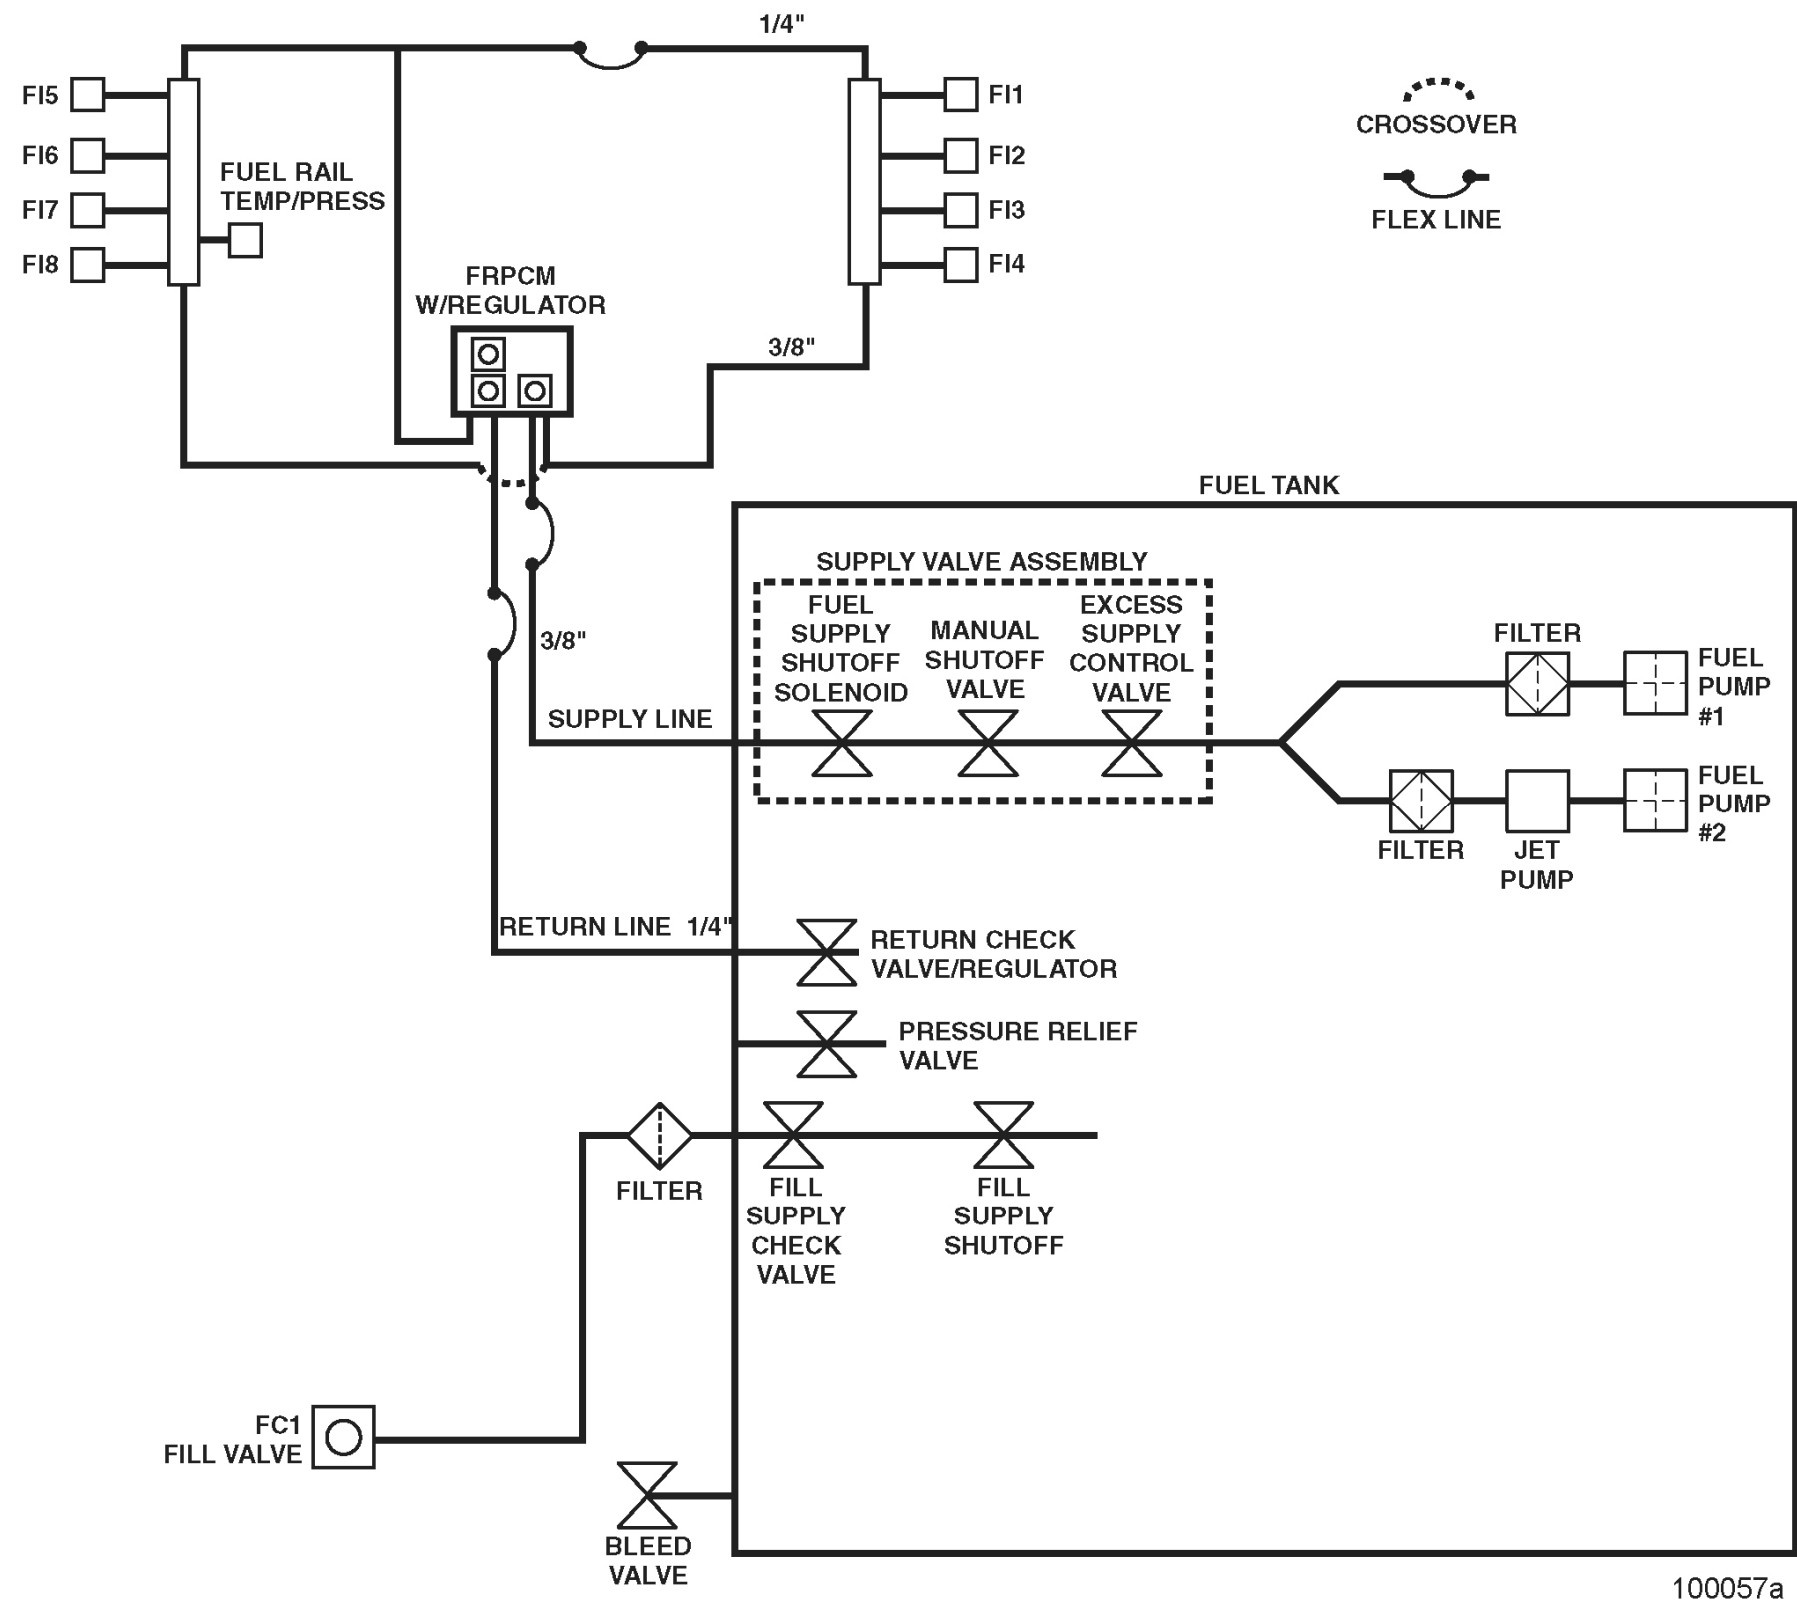 1/4"
FI5
FI6
FI7
FI8
FUEL RAIL
TEMP/PRESS
FI1
FI2
FI3
FI4
CROSSOVER
FLEX LINE
FRPCM
W/REGULATOR
3/8"
FUEL TANK
SUPPLY VALVE ASSEMBLY
FUEL
SUPPLY
SHUTOFF
SOLENOID
MANUAL
SHUTOFF
VALVE
EXCESS
SUPPLY
CONTROL
VALVE
FILTER
FUEL
PUMP
#1
3/8"
SUPPLY LINE
FUEL
PUMP
#2
FILTER
JET
PUMP
RETURN LINE 1/4"
RETURN CHECK
VALVE/REGULATOR
PRESSURE RELIEF
VALVE
FILTER
FILL
SUPPLY
CHECK
VALVE
FILL
SUPPLY
SHUTOFF
FC1
FILL VALVE
BLEED
VALVE
100057a